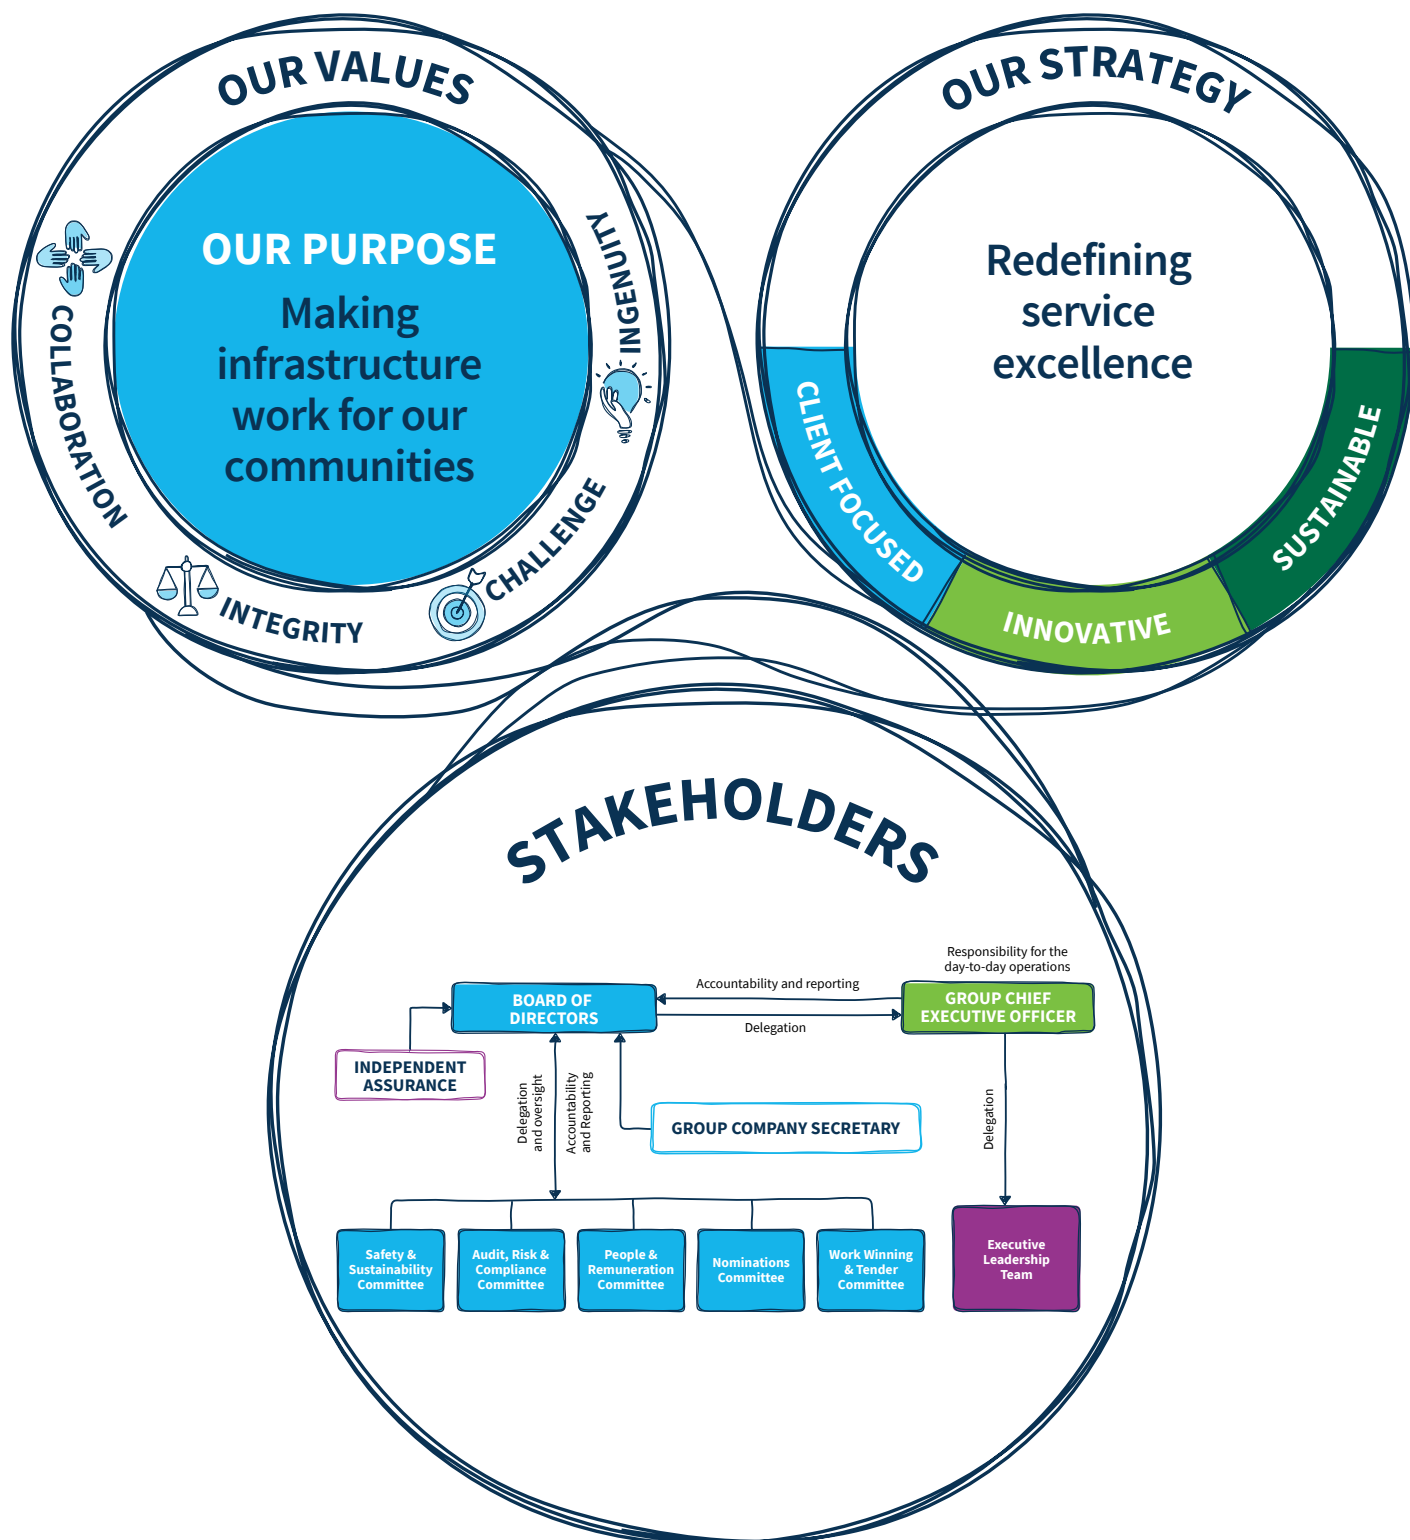 OUR VALUES
OUR PURPOSE
Making
infrastructure
work for our
communities
COLLABORATION
INTEGRITY
CHALLENGE
INGENUITY
OUR STRATEGY
Redefining
service
excellence
CLIENT FOCUSED
INNOVATIVE
SUSTAINABLE
STAKEHOLDERS
Responsibility for the
day-to-day operations
BOARD OF
DIRECTORS
Accountability and reporting
Delegation
GROUP CHIEF
EXECUTIVE OFFICER
INDEPENDENT
ASSURANCE
Delegation
and oversight
Accountability
and Reporting
GROUP COMPANY SECRETARY
Delegation
Safety &
Sustainability
Committee
Audit, Risk &
Compliance
Committee
People &
Remuneration
Committee
Nominations
Committee
Work Winning
& Tender
Committee
Executive
Leadership
Team